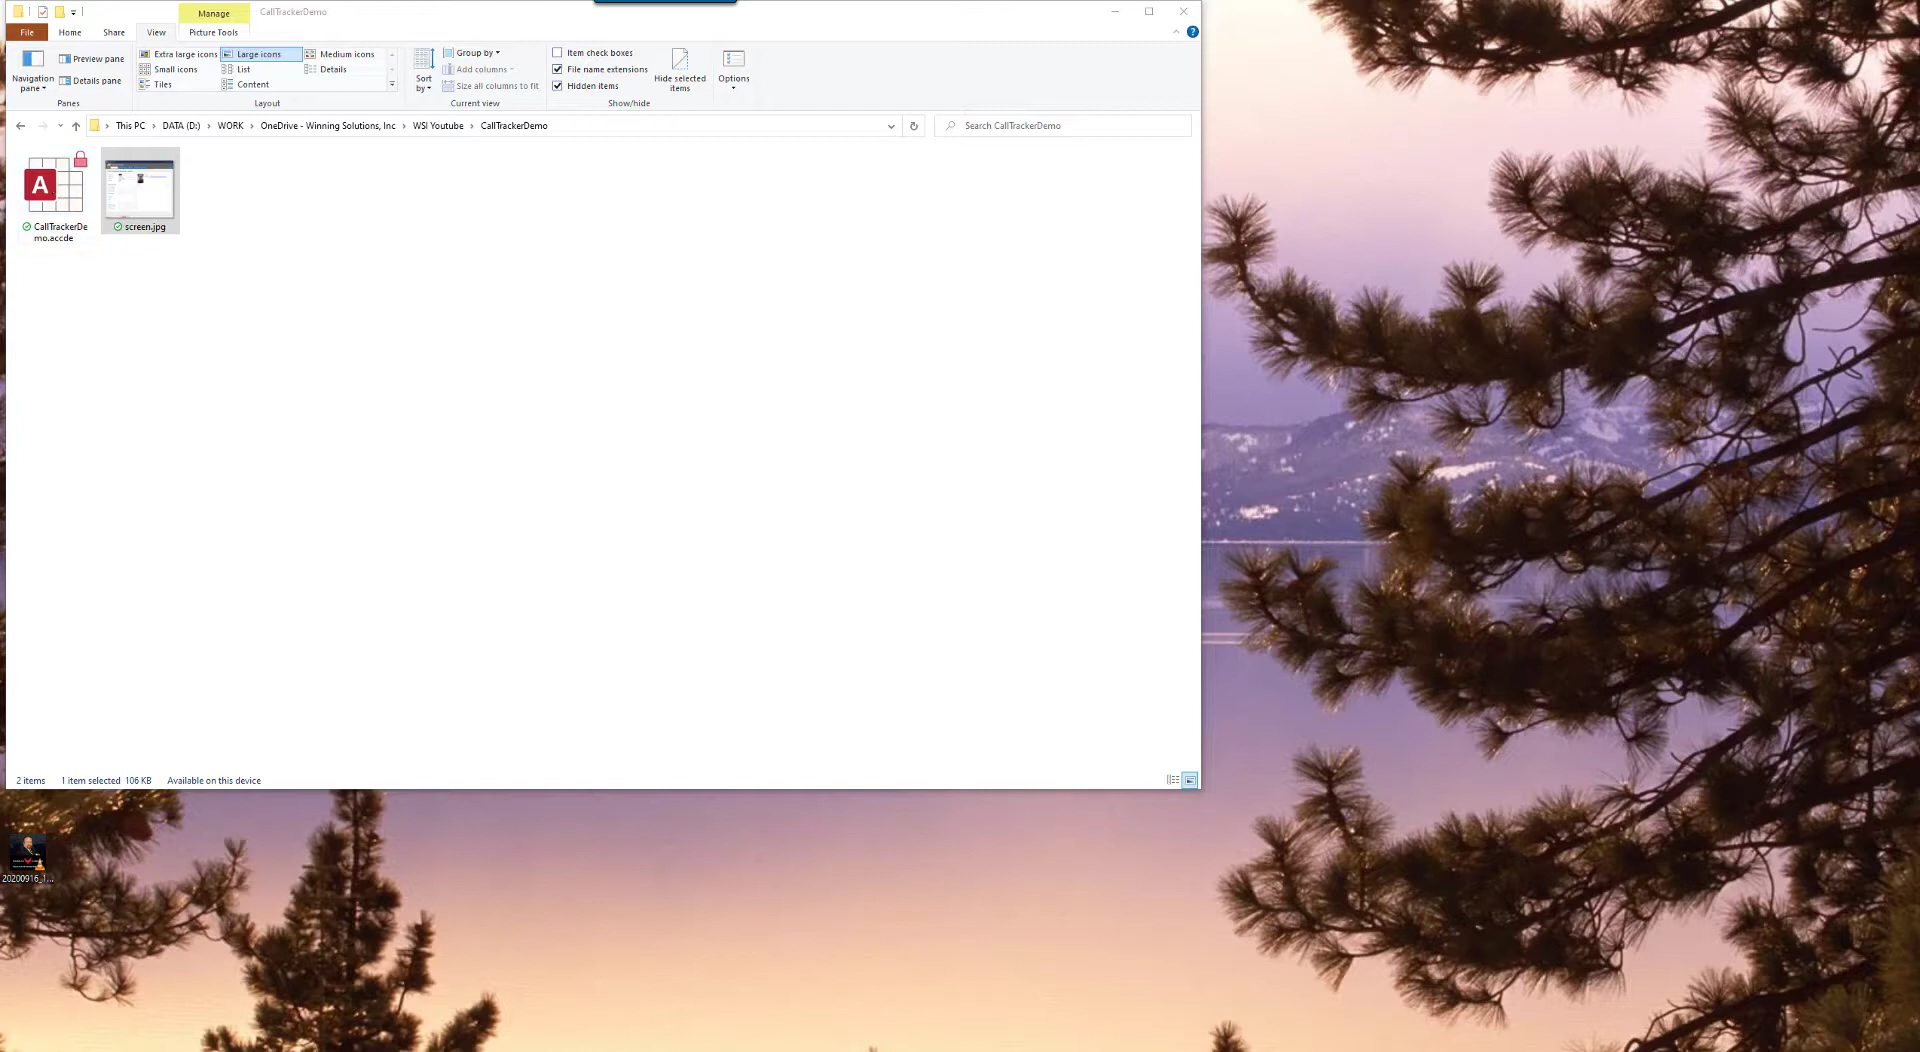 Manage
CallTrackerDemo
File
Home
Share
View
Picture Tools
Navigation pane
Preview pane
Details pane
Panes
Extra large icons
Large icons
Medium icons
Small icons
List
Details
Tiles
Content
Layout
Sort by
Group by
Add columns
Size all columns to fit
Current view
Item check boxes
File name extensions
Hidden items
Hide selected items
Show/hide
Options
This PC > DATA (D:) > WORK > OneDrive - Winning Solutions, Inc > WSI Youtube > CallTrackerDemo
Search CallTrackerDemo
A
CallTrackerDe
mo.accde
screen.jpg
2 items
1 item selected 106 KB
Available on this device
20200916_1...